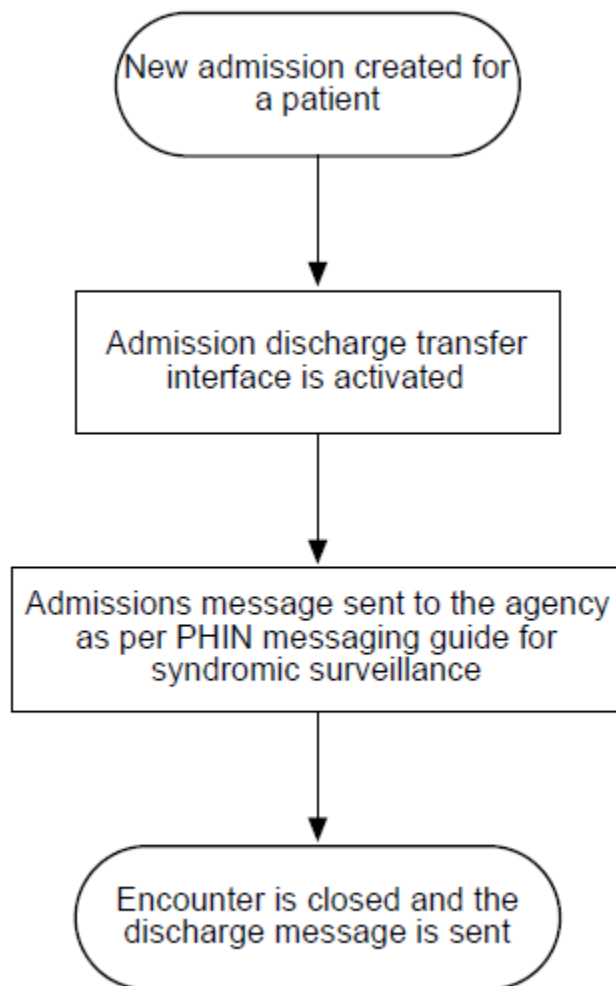 New admission created for
a patient
Admission discharge transfer
interface is activated
Admissions message sent to the agency
as per PHIN messaging guide for
syndromic surveillance
Encounter is closed and the
discharge message is sent